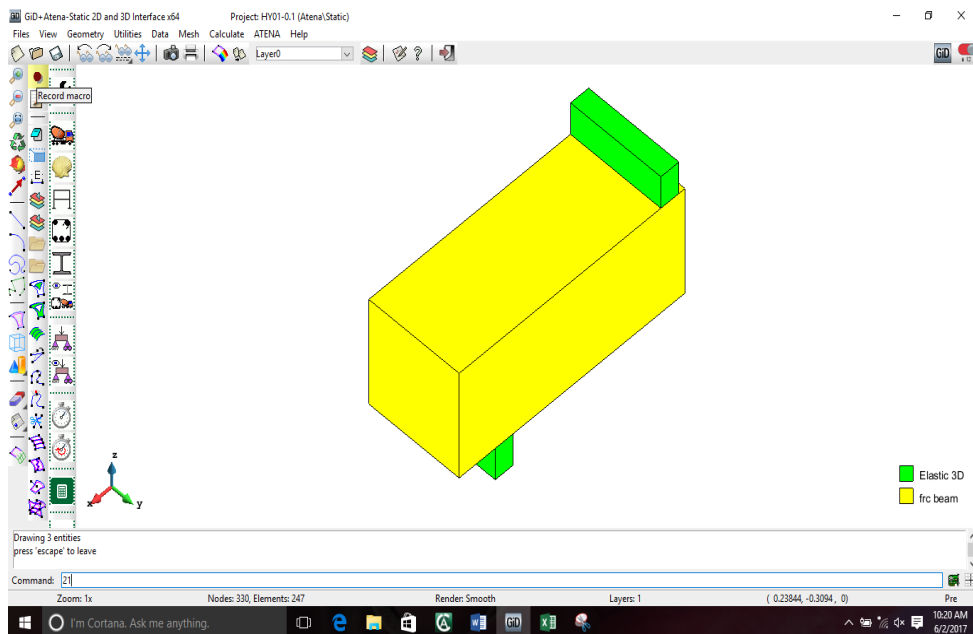 GiD+Atena-Static 2D and 3D Interface x64 Project: HY01-0.1 (Atena\Static)
Files View Geometry Utilities Data Mesh Calculate ATENA Help
Layer0
GiD
Record macro
E
z
x
y
Elastic 3D
frc beam
Drawing 3 entities
press 'escape' to leave
Command: 21
Zoom: 1x Nodes: 330, Elements: 247 Render: Smooth Layers: 1 ( 0.23844, -0.3094 , 0) Pre
I'm Cortana. Ask me anything.
GiD
10:20 AM
6/2/2017